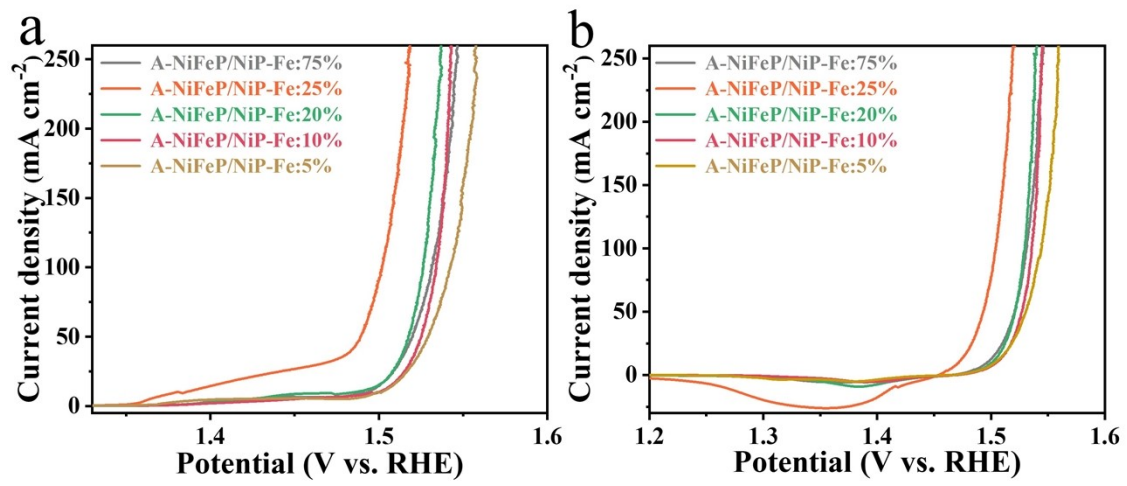 a
Current density (mA cm⁻²)
250
200
150
100
50
0
A-NiFeP/NiP-Fe:75%
A-NiFeP/NiP-Fe:25%
A-NiFeP/NiP-Fe:20%
A-NiFeP/NiP-Fe:10%
A-NiFeP/NiP-Fe:5%
1.4
1.5
1.6
Potential (V vs. RHE)
b
Current density (mA cm⁻²)
250
200
150
100
50
0
A-NiFeP/NiP-Fe:75%
A-NiFeP/NiP-Fe:25%
A-NiFeP/NiP-Fe:20%
A-NiFeP/NiP-Fe:10%
A-NiFeP/NiP-Fe:5%
1.2
1.3
1.4
1.5
1.6
Potential (V vs. RHE)